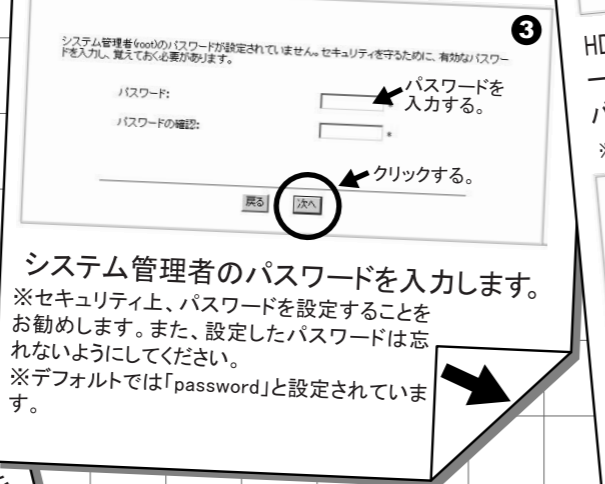 ❸
システム管理者(root)のパスワードが設定されていません。セキュリティを守るために、有効なパスワー
ドを入力し、覚えておく必要があります。
パスワード:
パスワードを
入力する。
パスワードの確認:
クリックする。
戻る 次へ
システム管理者のパスワードを入力します。
※セキュリティ上、パスワードを設定することを
お勧めします。また、設定したパスワードは忘
れないようにしてください。
※デフォルトでは「password」と設定されていま
す。